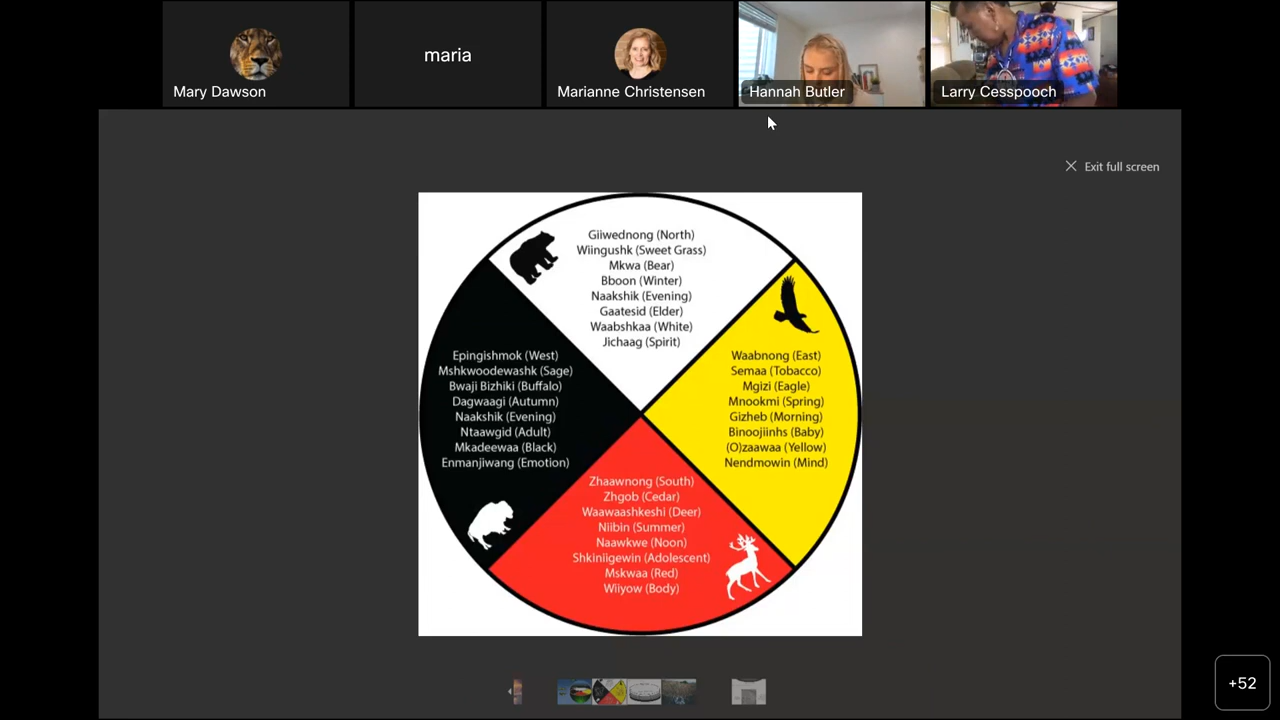 Mary Dawson
maria
Marianne Christensen
Hannah Butler
Larry Cesspooch
Exit full screen
Giiwednong (North)
Wiingushk (Sweet Grass)
Mkwa (Bear)
Bboon (Winter)
Naakshik (Evening)
Gaatesid (Elder)
Waabshkaa (White)
Jichaag (Spirit)
Epingishmok (West)
Mshkwoodewashk (Sage)
Bwaji Bizhiki (Buffalo)
Dagwaagi (Autumn)
Naakshik (Evening)
Ntaawgid (Adult)
Mkadeewaa (Black)
Enmanjiwang (Emotion)
Waabnong (East)
Semaa (Tobacco)
Mgizi (Eagle)
Mnookmi (Spring)
Gizheb (Morning)
Binoojiinhs (Baby)
(O)zaawaa (Yellow)
Nendmowin (Mind)
Zhaawnong (South)
Zhgob (Cedar)
Waawaashkeshi (Deer)
Niibin (Summer)
Naawkwe (Noon)
Shkiniigewin (Adolescent)
Mskwaa (Red)
Wiiyow (Body)
+52